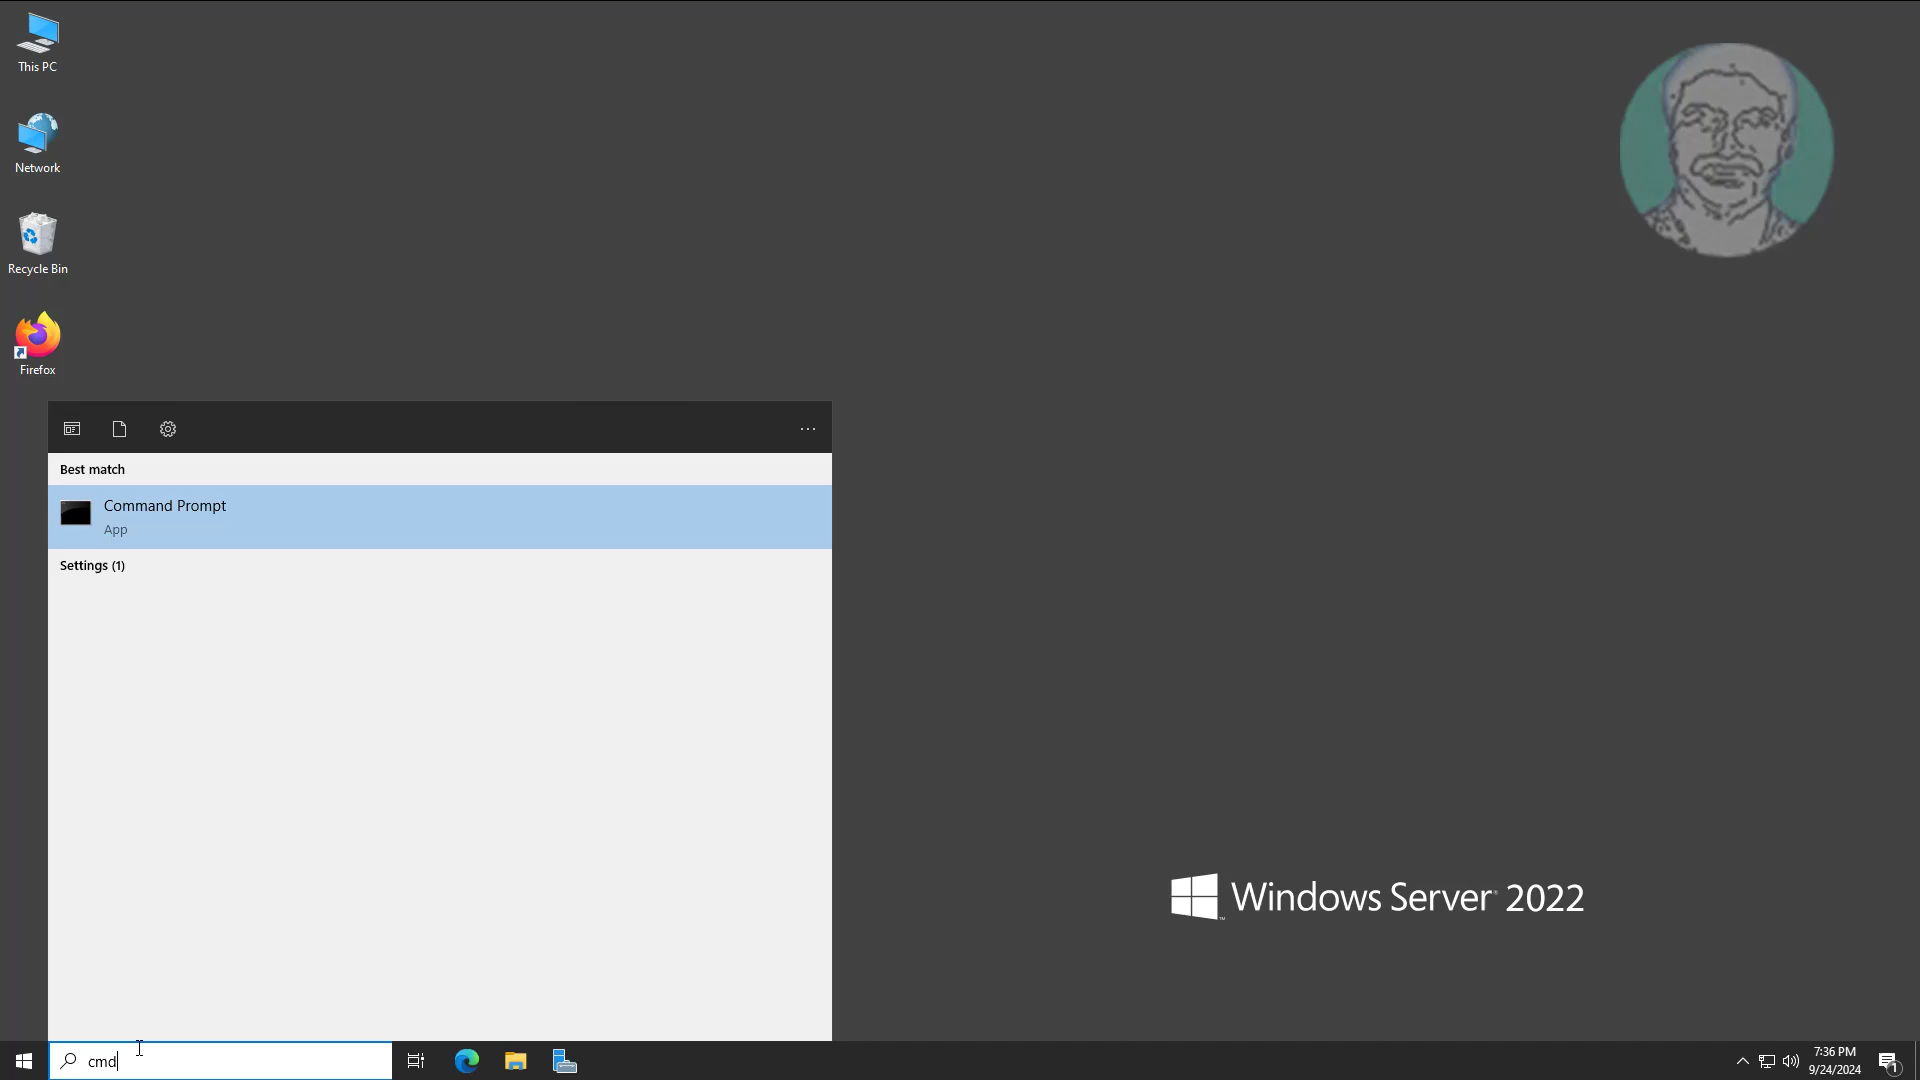 This PC
Network
Recycle Bin
Firefox
...
Best match
Command Prompt
App
Settings (1)
Windows Server 2022
cmd
7:36 PM
9/24/2024
1